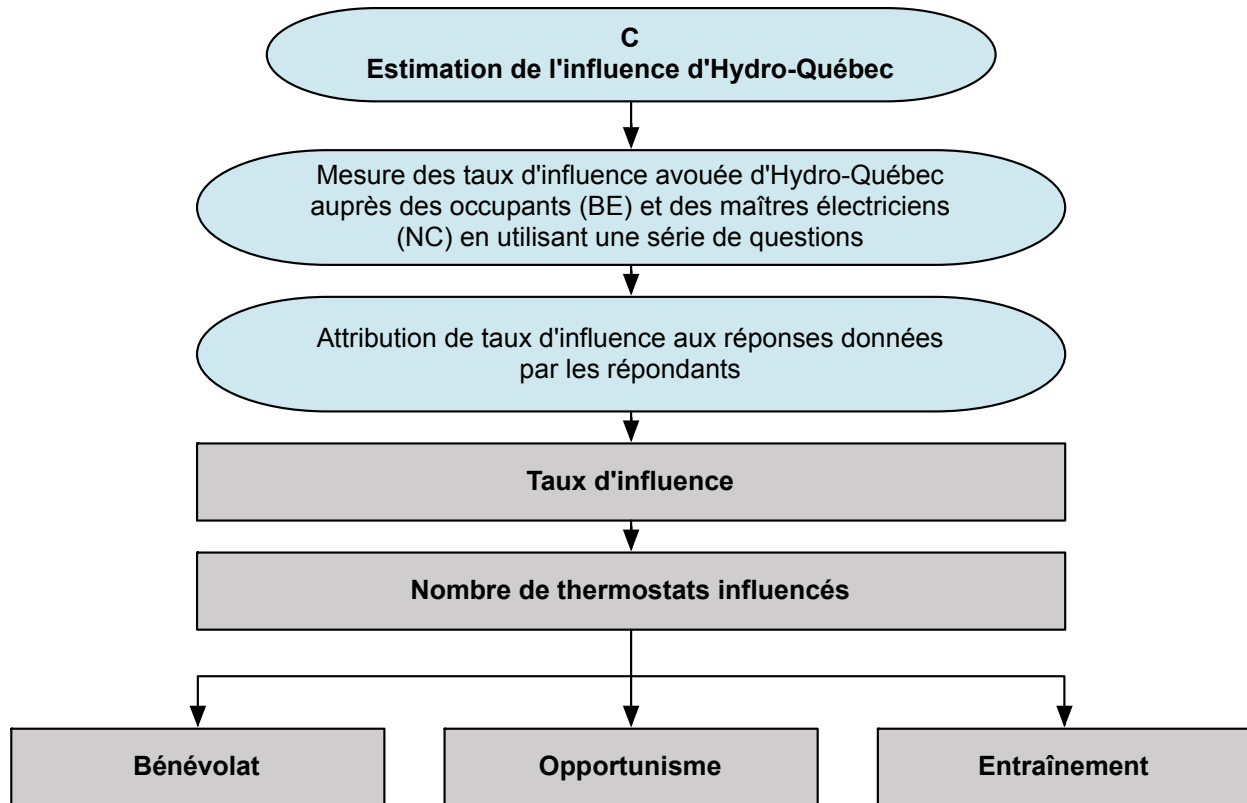 C
Estimation de l'influence d'Hydro-Québec
Mesure des taux d'influence avouée d'Hydro-Québec
auprès des occupants (BE) et des maîtres électriciens
(NC) en utilisant une série de questions
Attribution de taux d'influence aux réponses données
par les répondants
Taux d'influence
Nombre de thermostats influencés
Bénévolat
Opportunisme
Entraînement